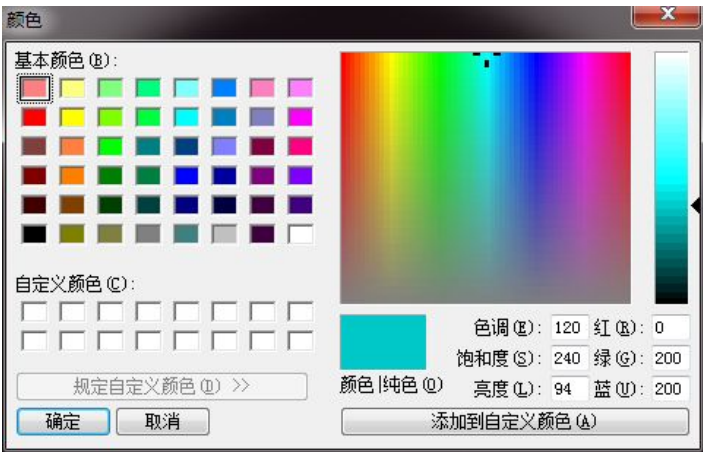 颜色
基本颜色(B):
自定义颜色(C):
规定自定义颜色(D) >>
确定 取消
色调(E): 120 红(R): 0
饱和度(S): 240 绿(G): 200
颜色|纯色(O) 亮度(L): 94 蓝(U): 200
添加到自定义颜色(A)